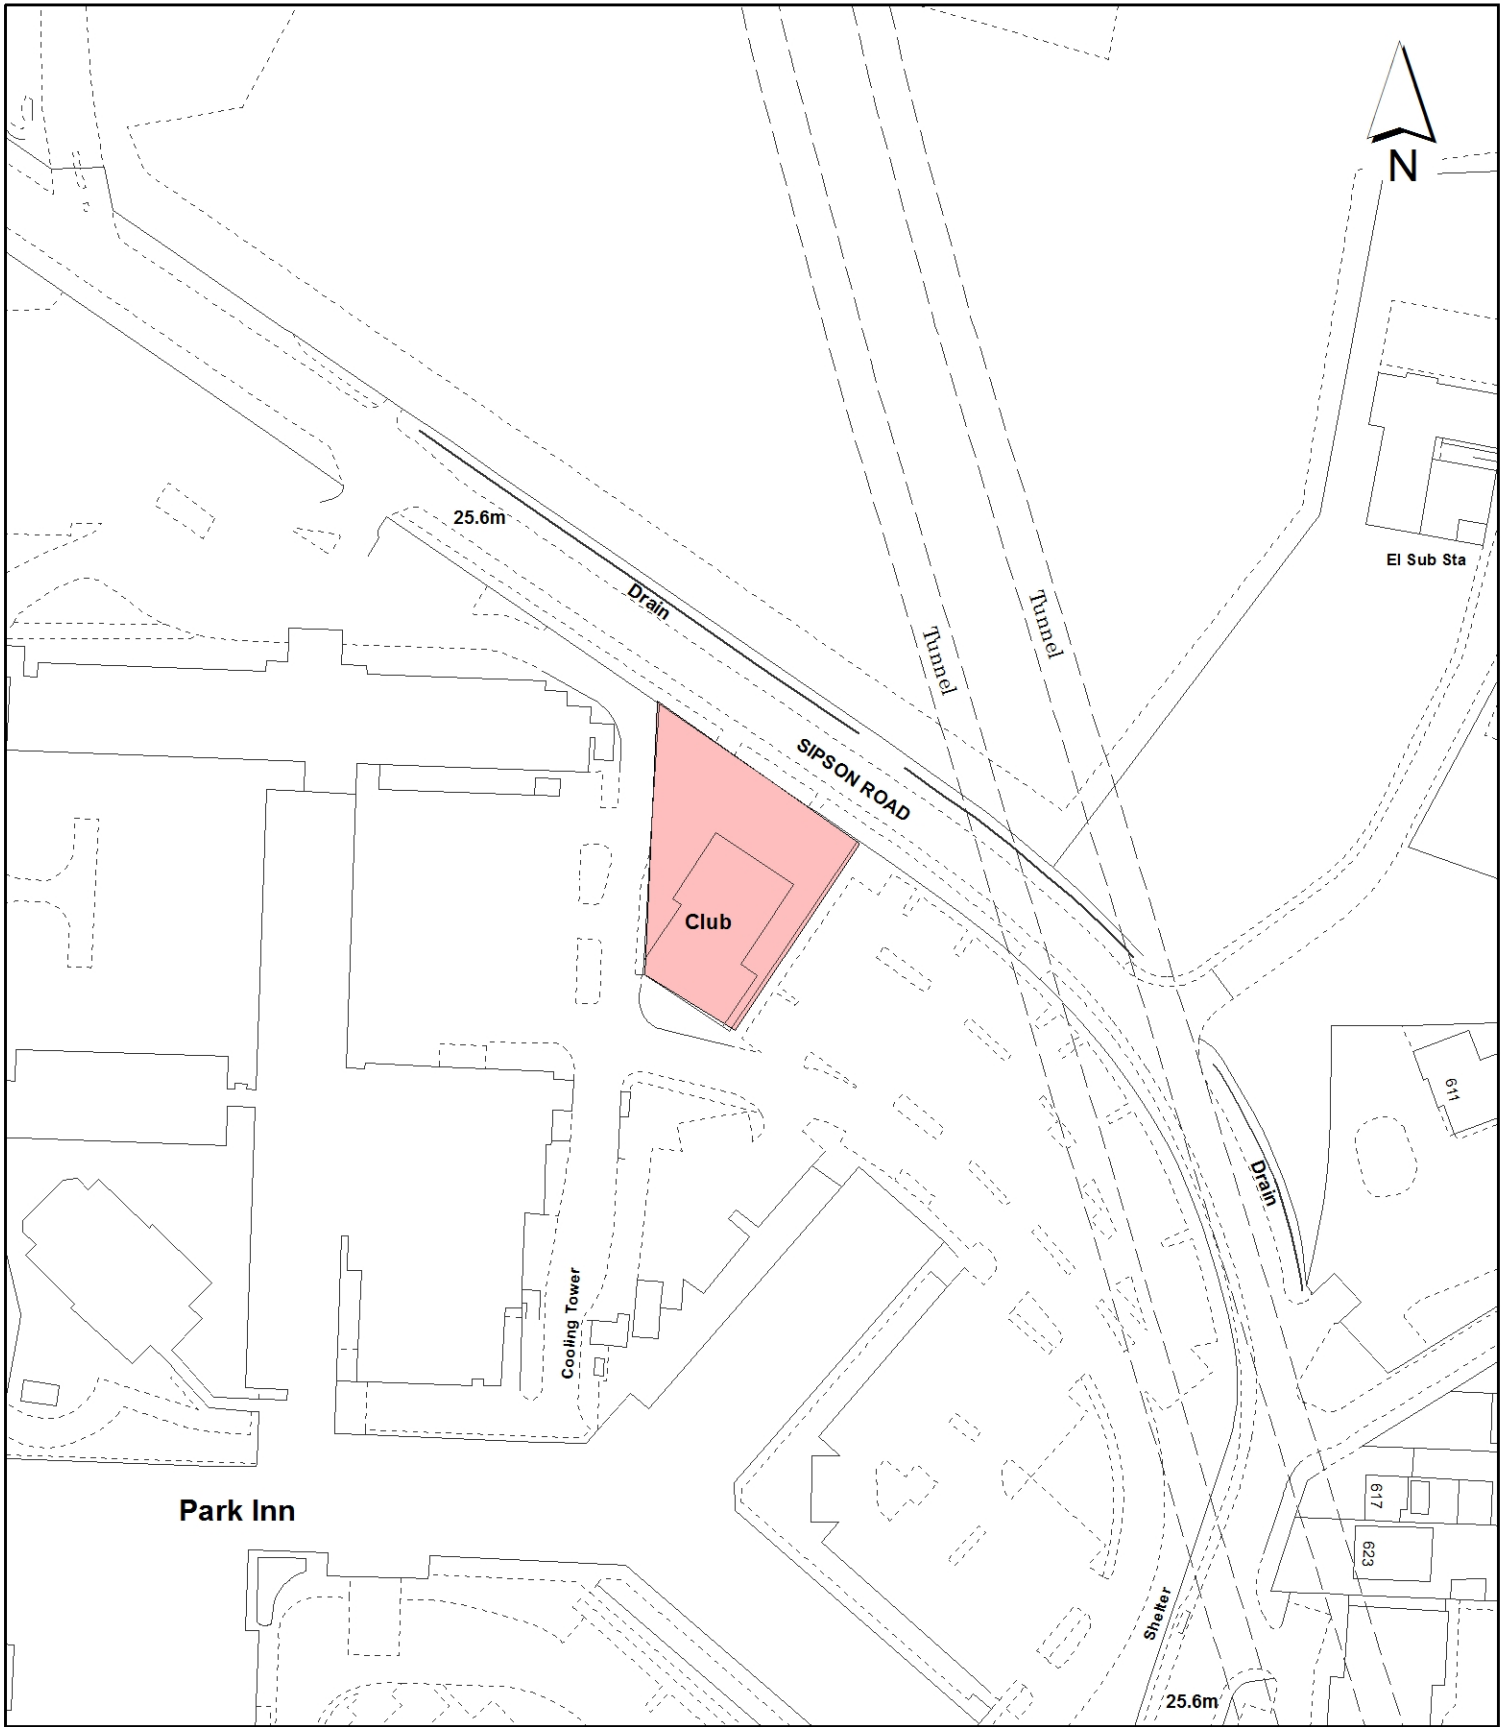 N
25.6m
El Sub Sta
Drain
Tunnel
Tunnel
SIPSON ROAD
Club
611
Drain
Cooling Tower
Park Inn
617
623
Shelter
25.6m